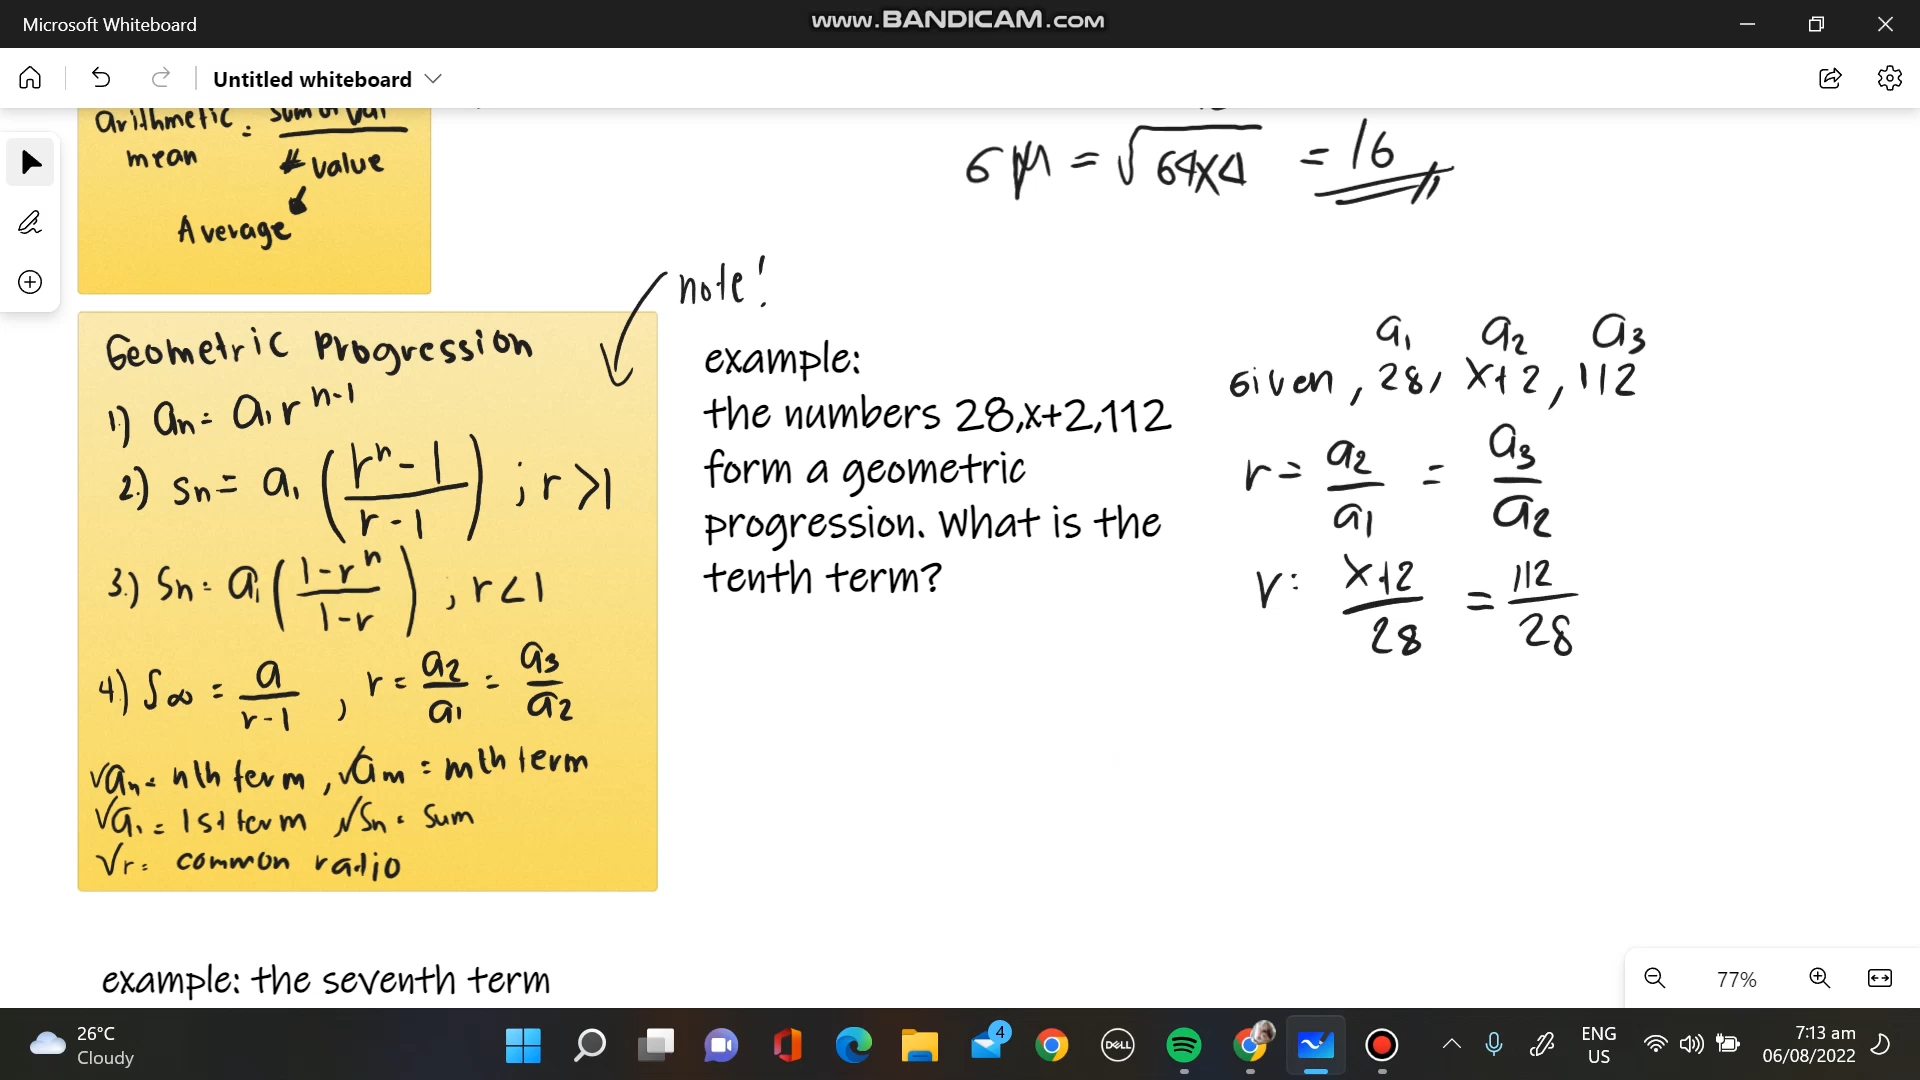 Microsoft Whiteboard
www.BANDICAM.com
Untitled whiteboard
arithmetic mean = sum of val / # value
Average
6 M = √64x4 = 16
note!
Geometric Progression
1.) an = a1 r^n-1
2.) Sn = a1 (r^n - 1 / r - 1) ; r > 1
3.) Sn = a1 (1 - r^n / 1 - r) , r < 1
4.) S∞ = a / r - 1 , r = a2 / a1 = a3 / a2
√an = nth term, √am = mth term
√a1 = 1st term √Sn = sum
√r = common ratio
example:
the numbers 28,x+2,112
form a geometric
progression. What is the
tenth term?
a1 a2 a3
Given, 28, x+2, 112
r = a2 / a1 = a3 / a2
r = x+2 / 28 = 112 / 28
example: the seventh term
77%
26°C
Cloudy
4
DELL
ENG
US
7:13 am
06/08/2022